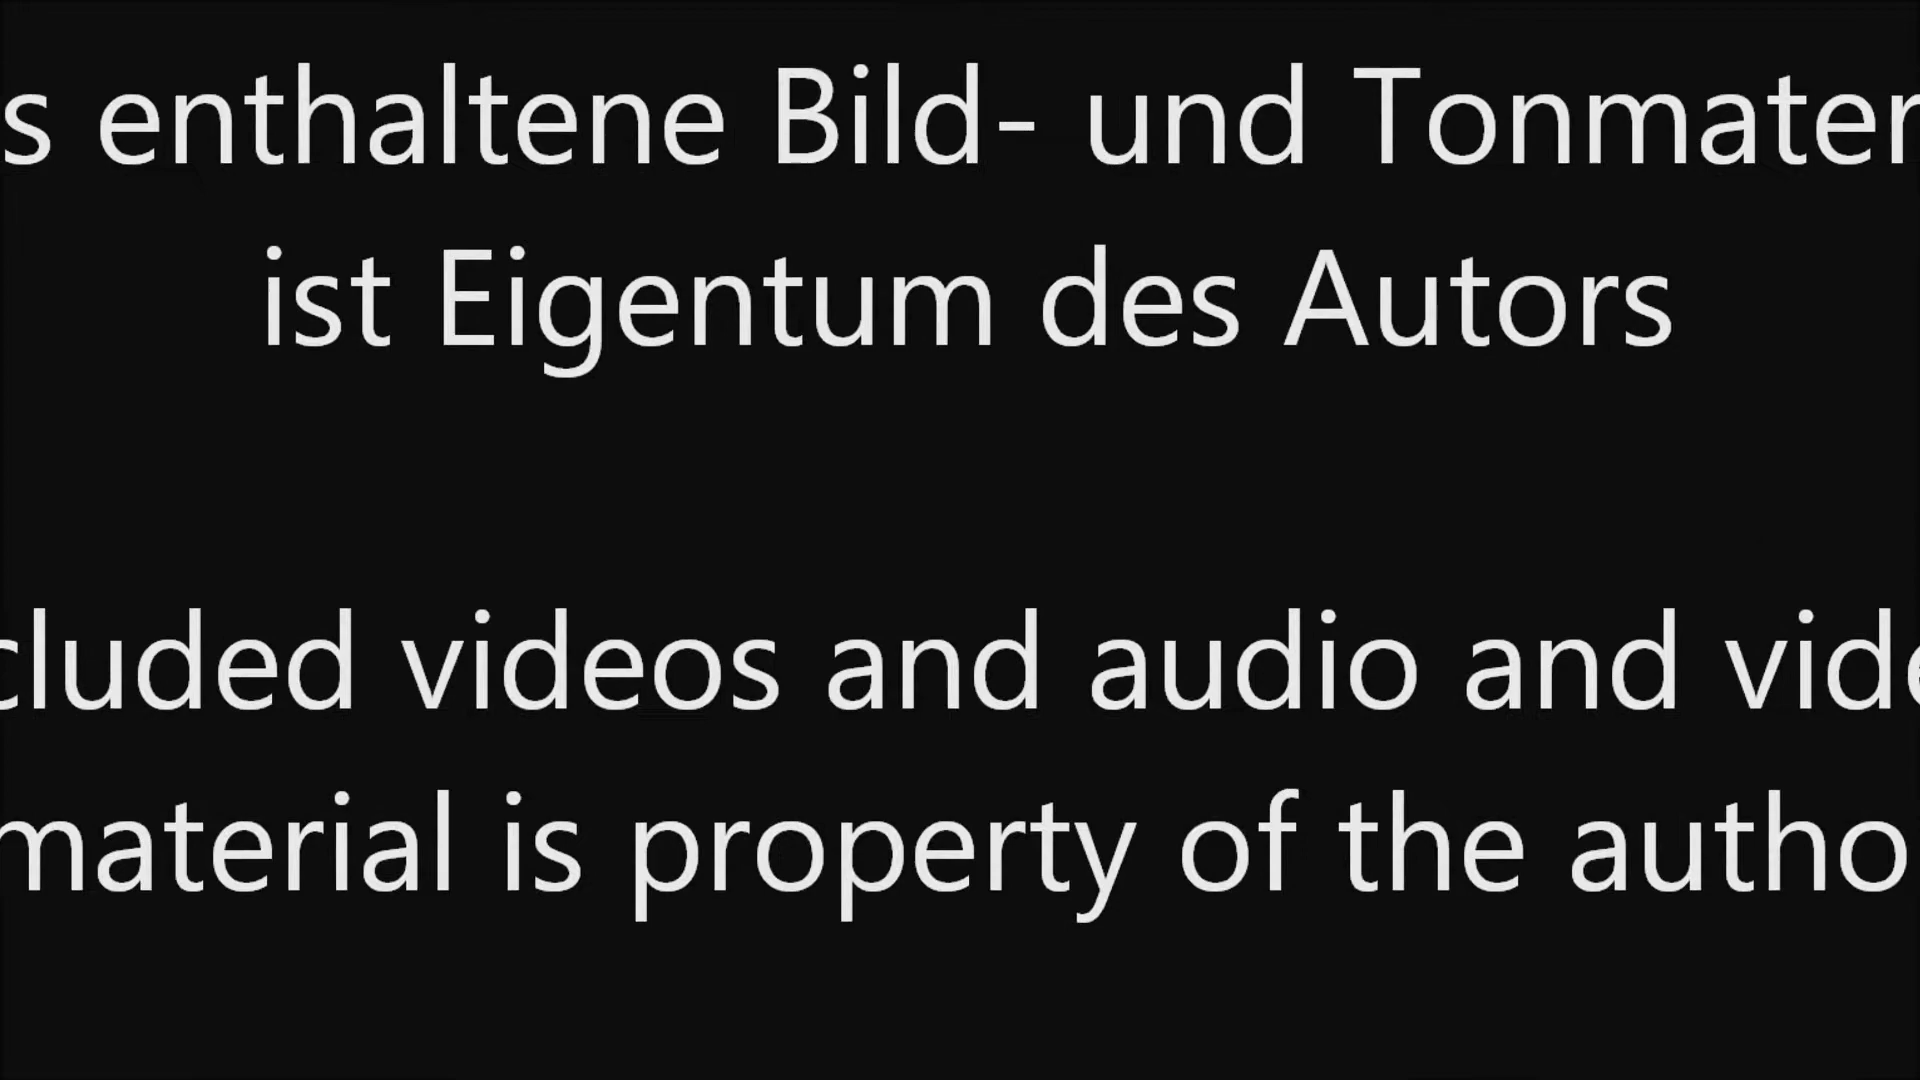 s enthaltene Bild- und Tonmater
ist Eigentum des Autors
cluded videos and audio and vide
material is property of the autho